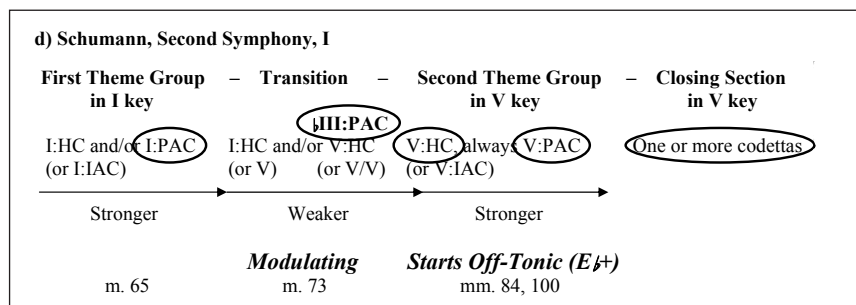 d) Schumann, Second Symphony, I
First Theme Group – Transition – Second Theme Group – Closing Section
in I key in V key in V key
♭III:PAC
I:HC and/or I:PAC I:HC and/or V:HC V:HC, always V:PAC One or more codettas
(or I:IAC) (or V) (or V/V) (or V:IAC)
Stronger Weaker Stronger
Modulating Starts Off-Tonic (E♭+)
m. 65 m. 73 mm. 84, 100